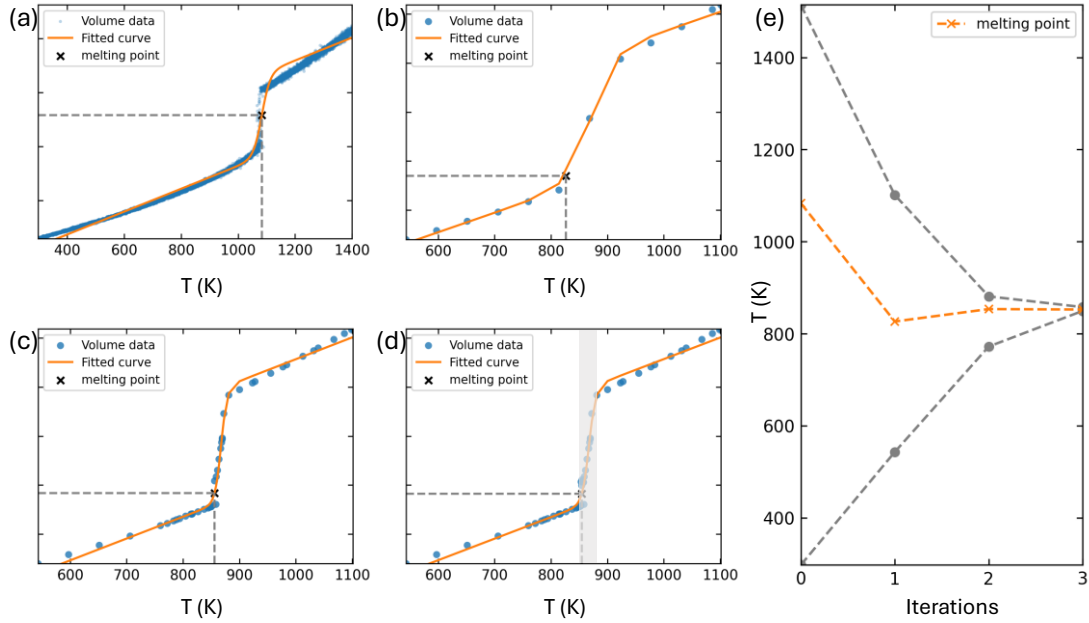 (a)
Volume data
Fitted curve
melting point
400 600 800 1000 1200 1400
T (K)
(b)
Volume data
Fitted curve
melting point
600 700 800 900 1000 1100
T (K)
(c)
Volume data
Fitted curve
melting point
600 700 800 900 1000 1100
T (K)
(d)
Volume data
Fitted curve
melting point
600 700 800 900 1000 1100
T (K)
(e)
melting point
1400
1200
1000
800
600
400
T (K)
0 1 2 3
Iterations